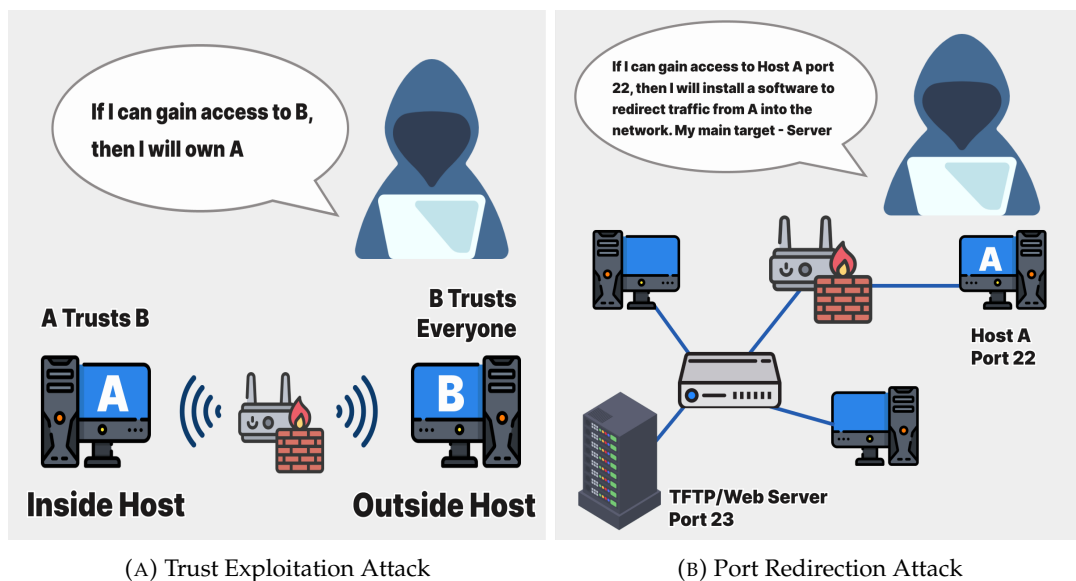 If I can gain access to B,
then I will own A
A Trusts B
B Trusts
Everyone
A
B
Inside Host
Outside Host
(A) Trust Exploitation Attack
If I can gain access to Host A port
22, then I will install a software to
redirect traffic from A into the
network. My main target - Server
A
Host A
Port 22
TFTP/Web Server
Port 23
(B) Port Redirection Attack